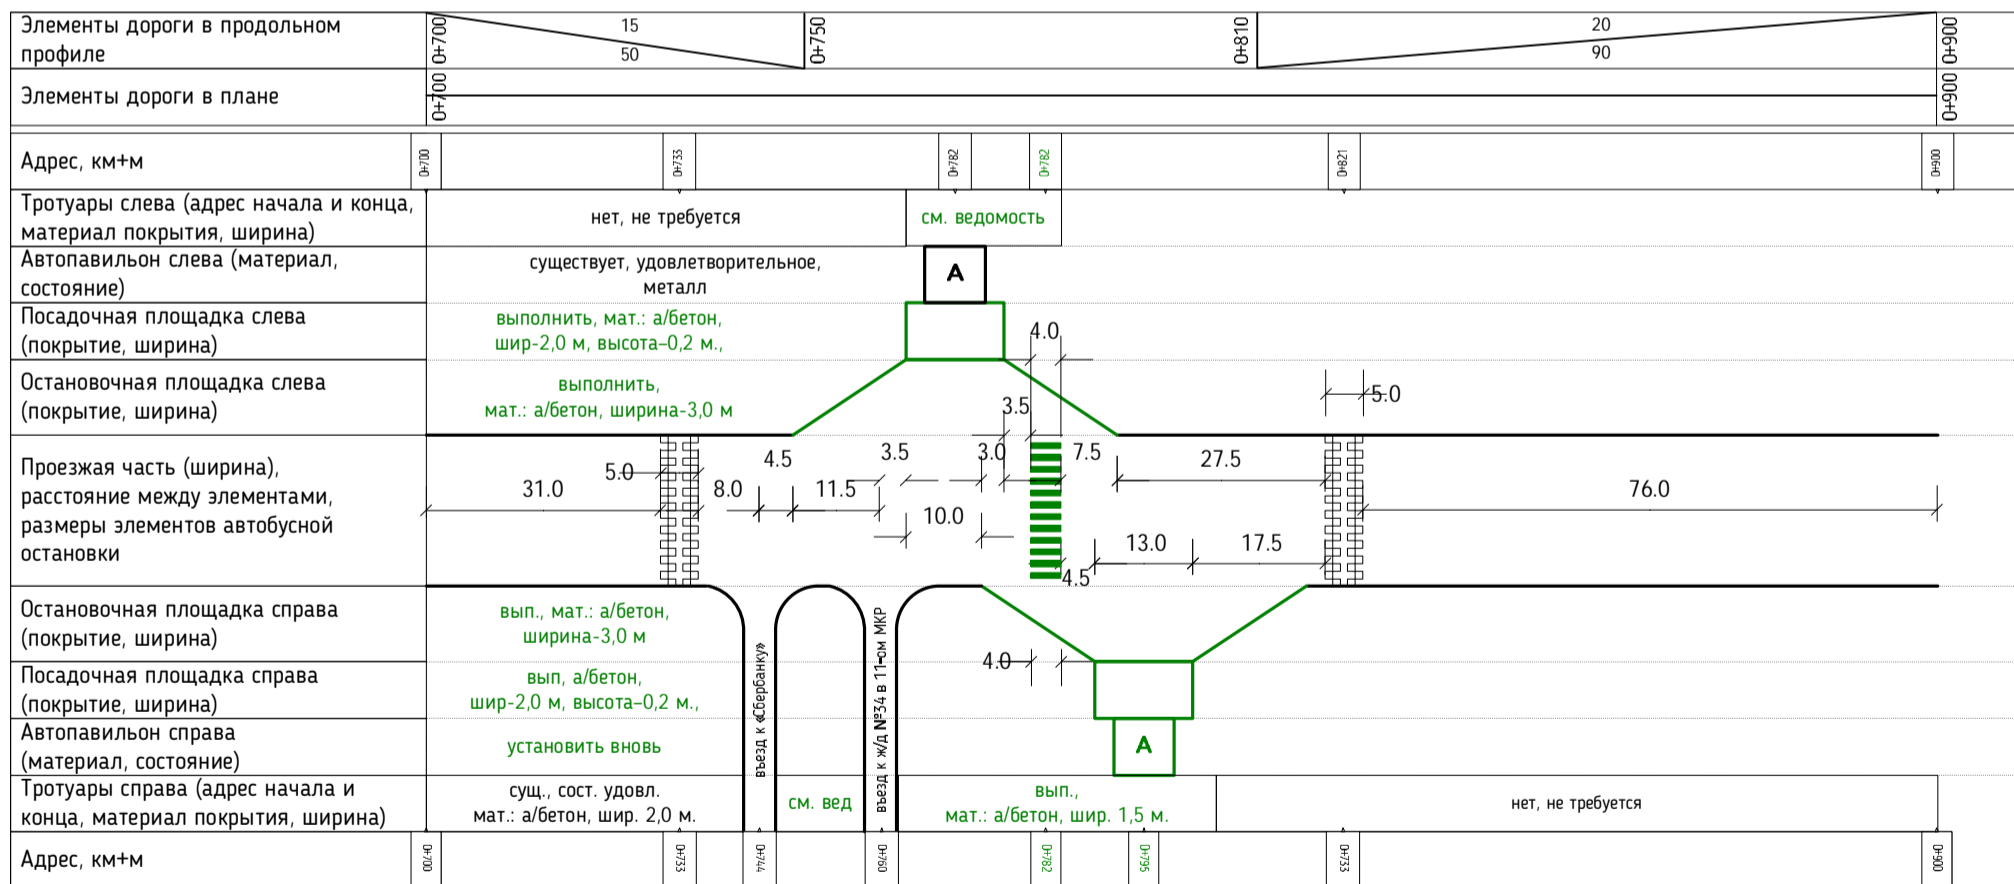 Элементы дороги в продольном
профиле
0+700
15
50
0+750
0+810
20
90
0+900
Элементы дороги в плане
0+700
0+900
Адрес, км+м
0+700
0+733
0+782
0+782
0+821
0+900
Тротуары слева (адрес начала и конца,
материал покрытия, ширина)
нет, не требуется
см. ведомость
Автопавильон слева (материал,
состояние)
существует, удовлетворительное,
металл
А
Посадочная площадка слева
(покрытие, ширина)
выполнить, мат.: а/бетон,
шир-2,0 м, высота-0,2 м.,
4.0
Остановочная площадка слева
(покрытие, ширина)
выполнить,
мат.: а/бетон, ширина-3,0 м
3.5
5.0
Проезжая часть (ширина),
расстояние между элементами,
размеры элементов автобусной
остановки
31.0
5.0
8.0
4.5
11.5
3.5
10.0
3.0
7.5
27.5
76.0
4.5
13.0
17.5
Остановочная площадка справа
(покрытие, ширина)
вып., мат.: а/бетон,
ширина-3,0 м
4.0
Посадочная площадка справа
(покрытие, ширина)
вып, а/бетон,
шир-2,0 м, высота-0,2 м.,
въезд к «Сбербанку»
въезд к ж/д №34 в 11-ом МКР
Автопавильон справа
(материал, состояние)
установить вновь
А
Тротуары справа (адрес начала и
конца, материал покрытия, ширина)
сущ., сост. удовл.
мат.: а/бетон, шир. 2,0 м.
см. вед
вып.,
мат.: а/бетон, шир. 1,5 м.
нет, не требуется
Адрес, км+м
0+700
0+733
0+744
0+760
0+782
0+795
0+733
0+900